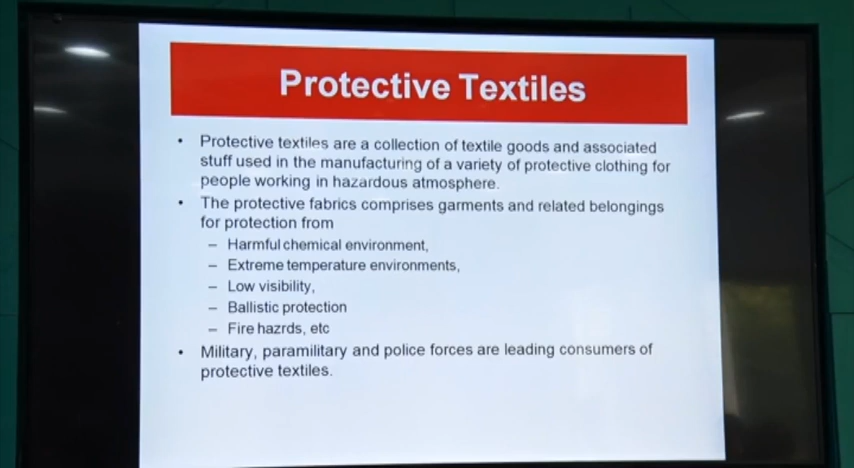 Protective Textiles
• Protective textiles are a collection of textile goods and associated
stuff used in the manufacturing of a variety of protective clothing for
people working in hazardous atmosphere.
• The protective fabrics comprises garments and related belongings
for protection from
– Harmful chemical environment,
– Extreme temperature environments,
– Low visibility,
– Ballistic protection
– Fire hazrds, etc
• Military, paramilitary and police forces are leading consumers of
protective textiles.